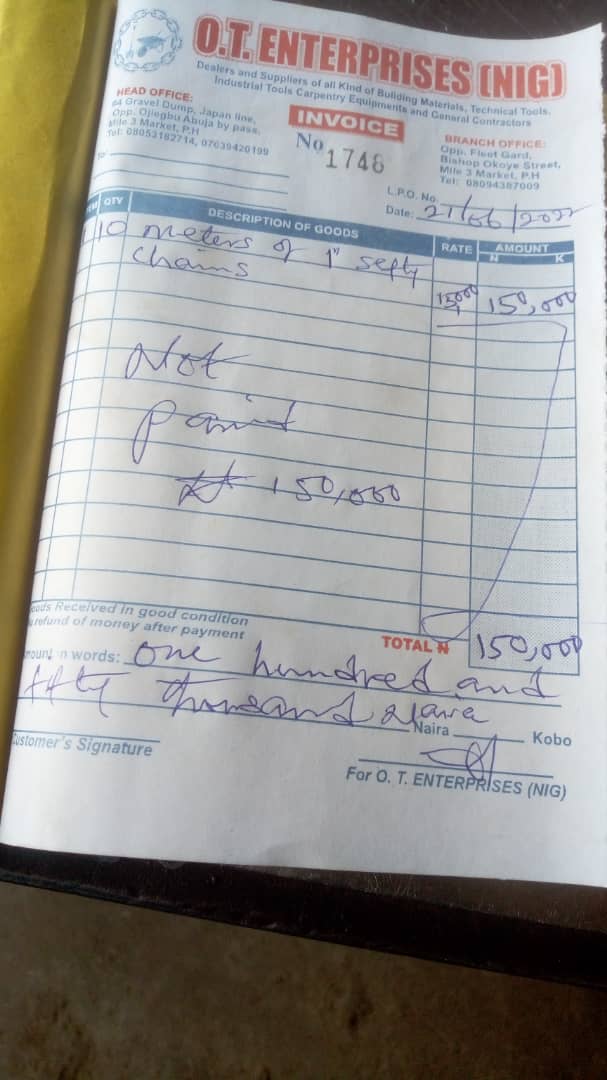 O.T. ENTERPRISES (NIG)
Dealers and Suppliers of all Kind of Building Materials, Technical Tools.
Industrial Tools Carpentry Equipments and General Contractors
HEAD OFFICE:
64 Gravel Dump, Japan line,
Opp. Ojiegbu Abuja by pass.
Mile 3 Market, P.H
Tel: 08053182714, 07039420199
INVOICE
No 1746
BRANCH OFFICE:
Opp. Fleet Gard,
Bishop Okoye Street,
Mile 3 Market, P.H
Tel: 08094387009
To
L.P.O. No.
Date: 27/06/2022
QTY DESCRIPTION OF GOODS RATE AMOUNT
N K
10 meters of 1" septy
chains
15000 150,000
Not
paid
₦ 150,000
Goods Received in good condition
refund of money after payment
TOTAL N 150,000
Amount in words: One hundred and
fifty thousand Naira
Naira Kobo
Customer's Signature
For O. T. ENTERPRISES (NIG)